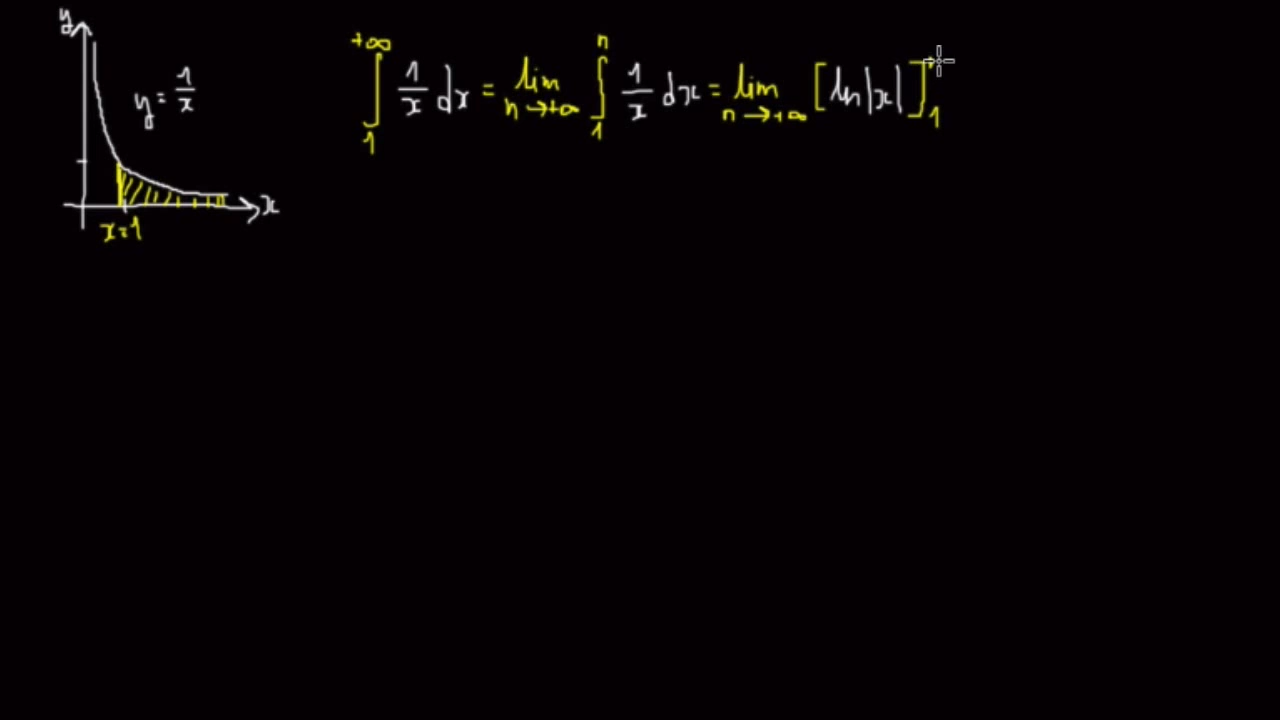 y
y = 1/x
x
x=1
∫₁^{+∞} 1/x dx = lim_{n→+∞} ∫₁^{n} 1/x dx = lim_{n→+∞} [ln|x|]₁